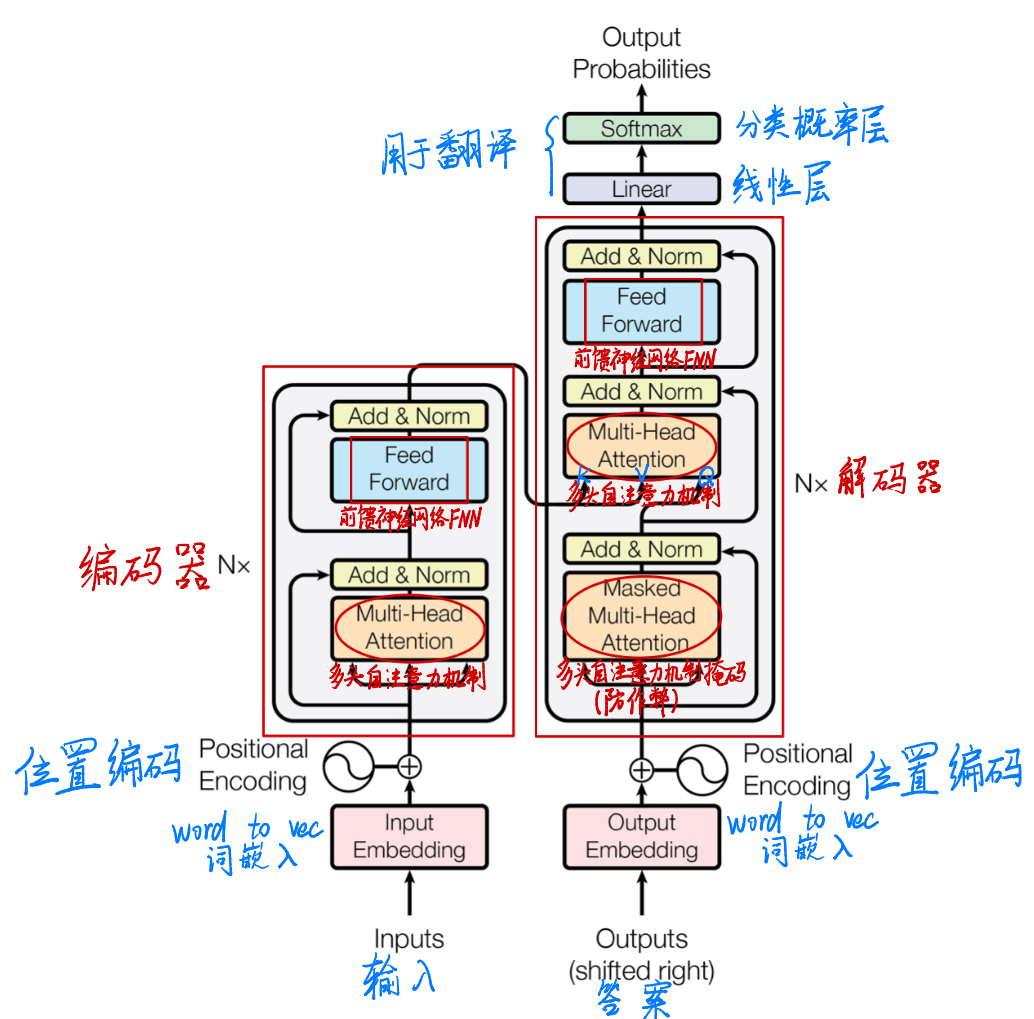 Output
Probabilities
Softmax
分类概率层
用于翻译
Linear
线性层
Add & Norm
Feed
Forward
前馈神经网络FNN
Add & Norm
Multi-Head
Attention
K V Q
多头自注意力机制
Nx 解码器
Add & Norm
Masked
Multi-Head
Attention
多头自注意力机制掩码
(防作弊)
Add & Norm
Feed
Forward
前馈神经网络FNN
编码器 Nx
Add & Norm
Multi-Head
Attention
多头自注意力机制
位置编码
Positional
Encoding
Positional
Encoding
位置编码
word to vec
词嵌入
Input
Embedding
Output
Embedding
word to vec
词嵌入
Inputs
输入
Outputs
(shifted right)
答案